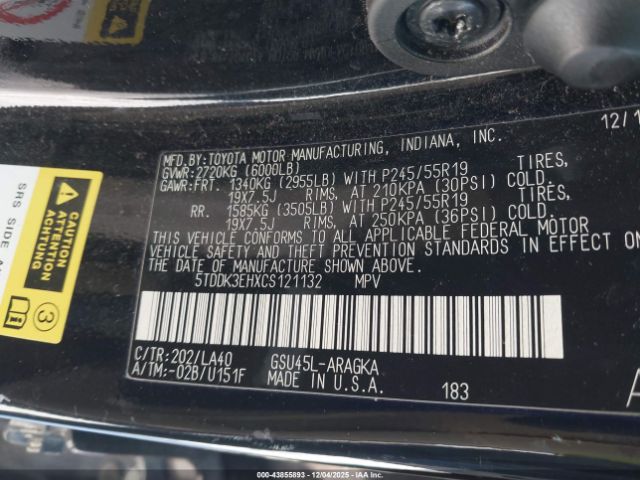 12/1
MFD.BY:TOYOTA MOTOR MANUFACTURING, INDIANA, INC.
GVWR:2720KG (6000LB)
GAWR:FRT. 1340KG (2955LB) WITH P245/55R19 TIRES,
19X7.5J RIMS, AT 210KPA (30PSI) COLD.
RR. 1585KG (3505LB) WITH P245/55R19 TIRES,
19X7.5J RIMS, AT 250KPA (36PSI) COLD.
THIS VEHICLE CONFORMS TO ALL APPLICABLE FEDERAL MOTOR
VEHICLE SAFETY AND THEFT PREVENTION STANDARDS IN EFFECT ON
THE DATE OF MANUFACTURE SHOWN ABOVE.
5TDDK3EHXCS121132 MPV
C/TR:202/LA40 GSU45L-ARAGKA
A/TM:-02B/U151F MADE IN U.S.A.
183
SRS SIDE
CAUTION
ATTENTION
ACHTUNG
3
000-43855893 | 12/04/2025 | IAAI.CA